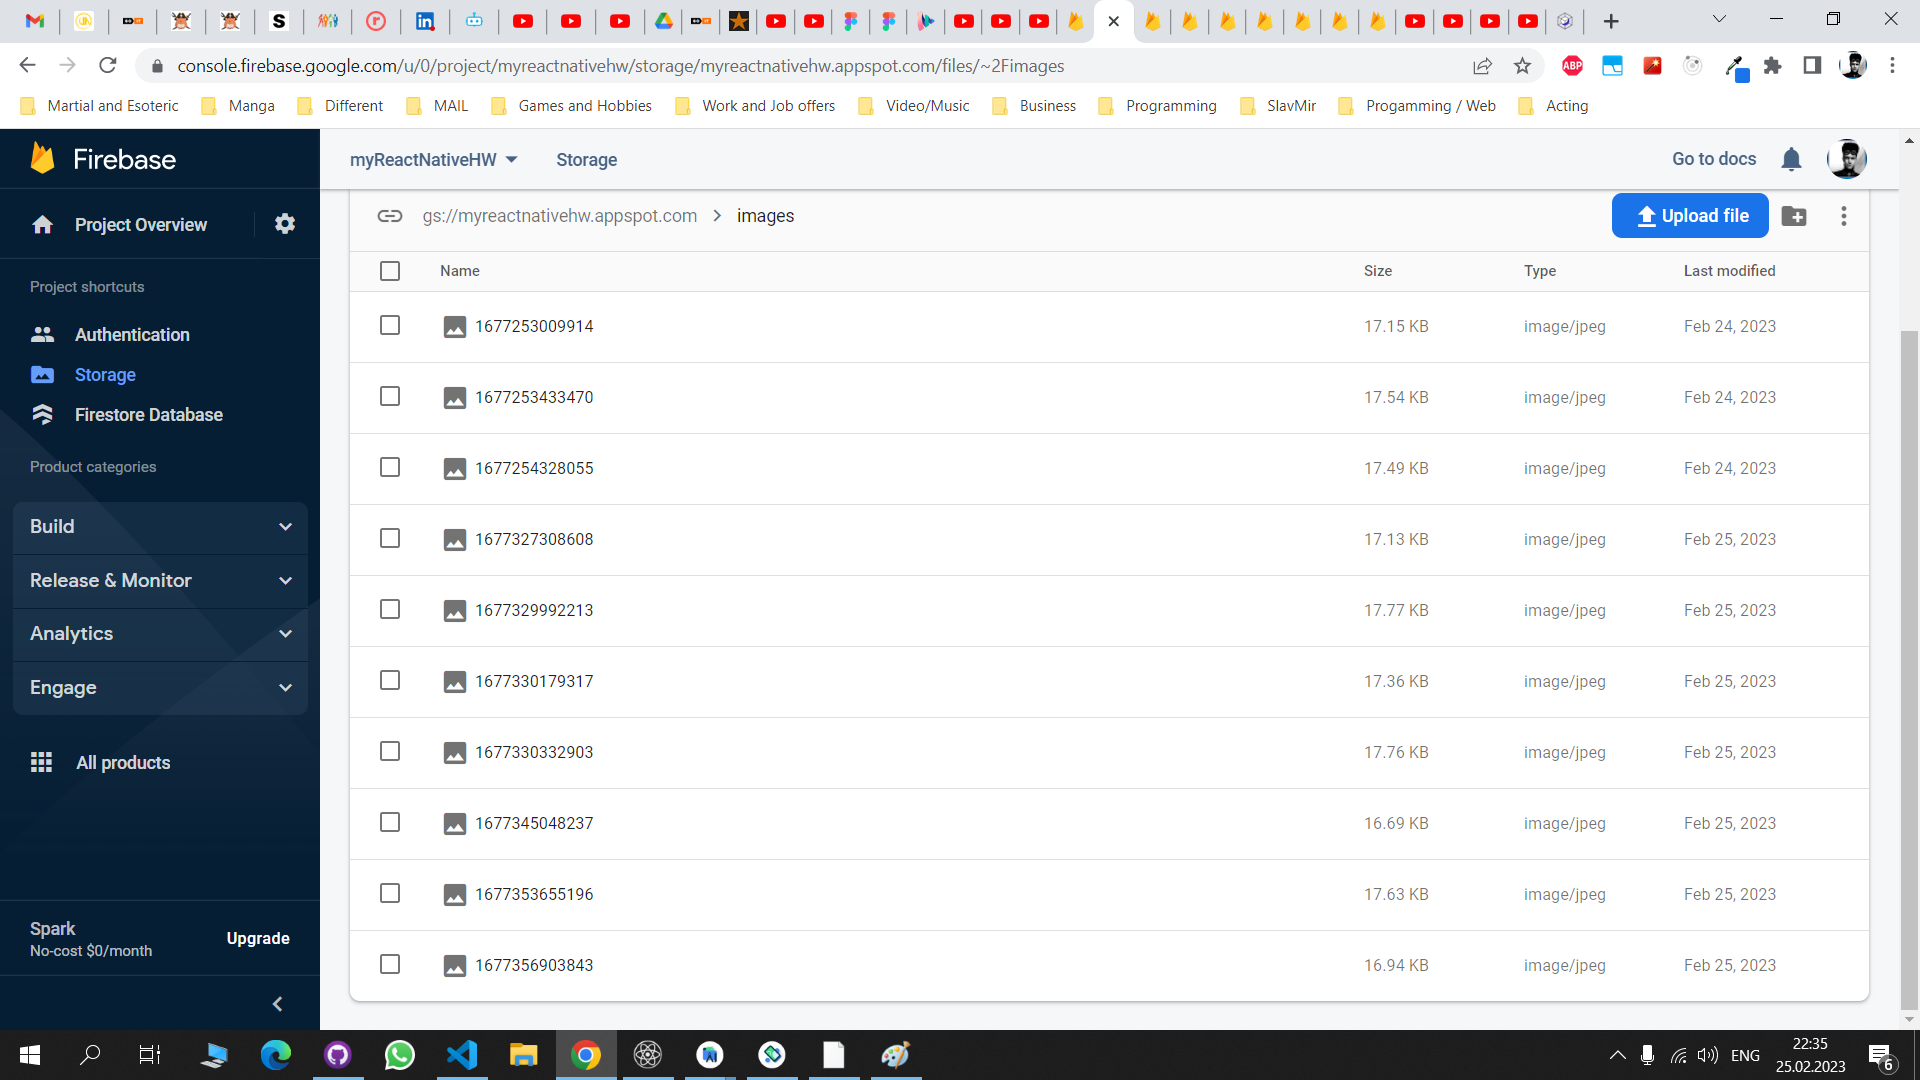 console.firebase.google.com/u/0/project/myreactnativehw/storage/myreactnativehw.appspot.com/files/~2Fimages
ABP
Martial and Esoteric Manga Different MAIL Games and Hobbies Work and Job offers Video/Music Business Programming SlavMir Progamming / Web Acting
Firebase
myReactNativeHW Storage Go to docs
Project Overview
Project shortcuts
Authentication
Storage
Firestore Database
Product categories
Build
Release & Monitor
Analytics
Engage
All products
Spark
No-cost $0/month
Upgrade
gs://myreactnativehw.appspot.com > images Upload file
Name Size Type Last modified
1677253009914 17.15 KB image/jpeg Feb 24, 2023
1677253433470 17.54 KB image/jpeg Feb 24, 2023
1677254328055 17.49 KB image/jpeg Feb 24, 2023
1677327308608 17.13 KB image/jpeg Feb 25, 2023
1677329992213 17.77 KB image/jpeg Feb 25, 2023
1677330179317 17.36 KB image/jpeg Feb 25, 2023
1677330332903 17.76 KB image/jpeg Feb 25, 2023
1677345048237 16.69 KB image/jpeg Feb 25, 2023
1677353655196 17.63 KB image/jpeg Feb 25, 2023
1677356903843 16.94 KB image/jpeg Feb 25, 2023
ENG
22:35
25.02.2023
6